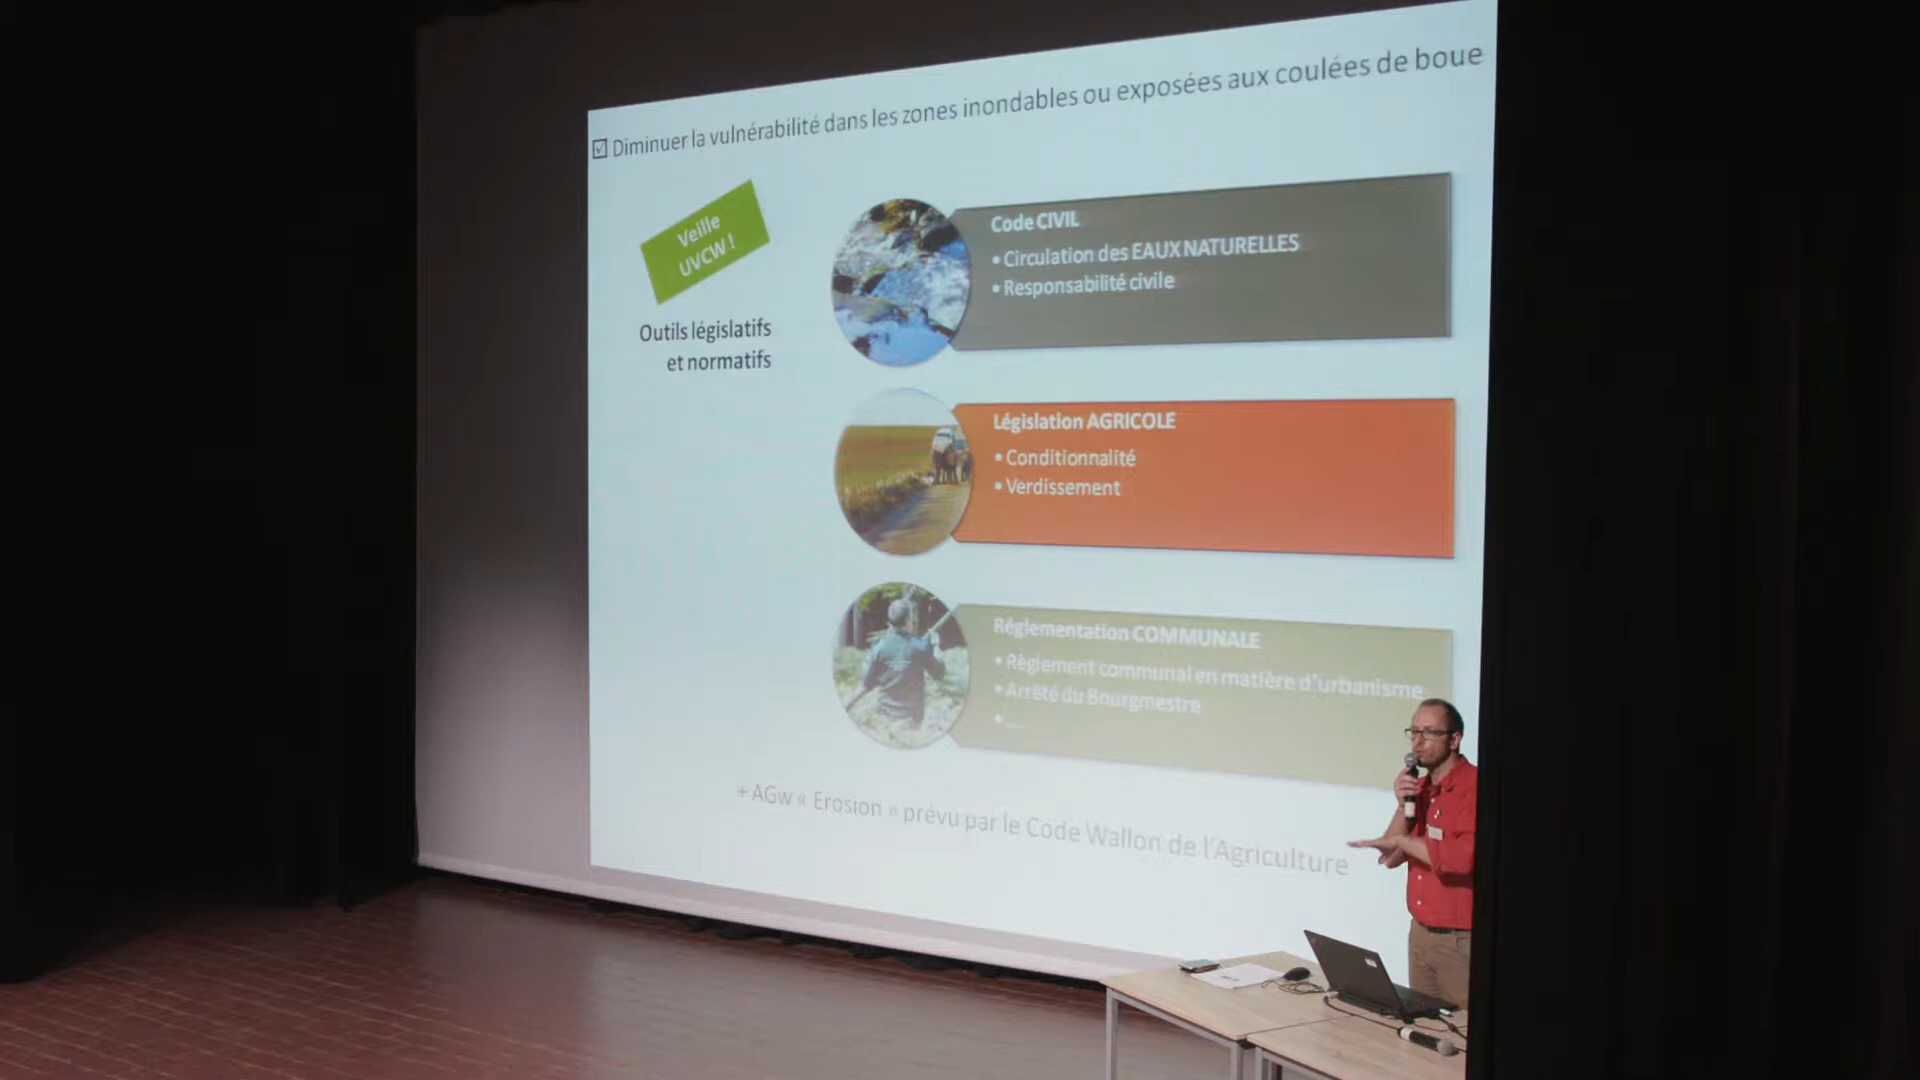 ☑ Diminuer la vulnérabilité dans les zones inondables ou exposées aux coulées de boue
Veille
UVCW !
Outils législatifs
et normatifs
Code CIVIL
• Circulation des EAUX NATURELLES
• Responsabilité civile
Législation AGRICOLE
• Conditionnalité
• Verdissement
Réglementation COMMUNALE
• Règlement communal en matière d'urbanisme
• Arrêté du Bourgmestre
• ....
+ AGw « Erosion » prévu par le Code Wallon de l'Agriculture